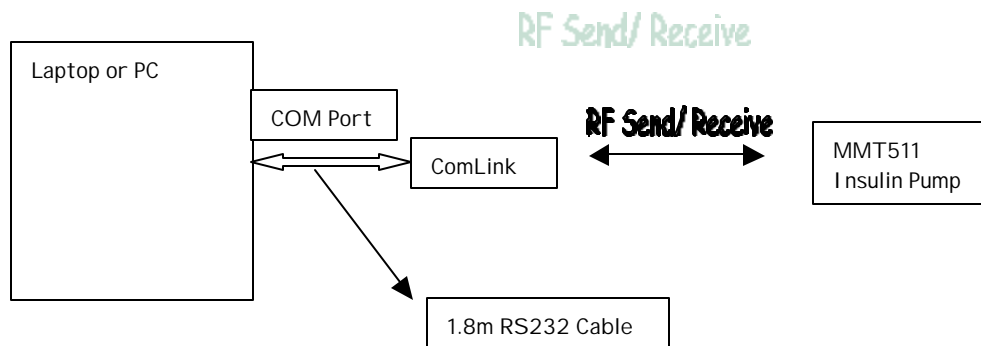 RF Send/ Receive
Laptop or PC
COM Port
RF Send/ Receive
ComLink
MMT511
Insulin Pump
1.8m RS232 Cable